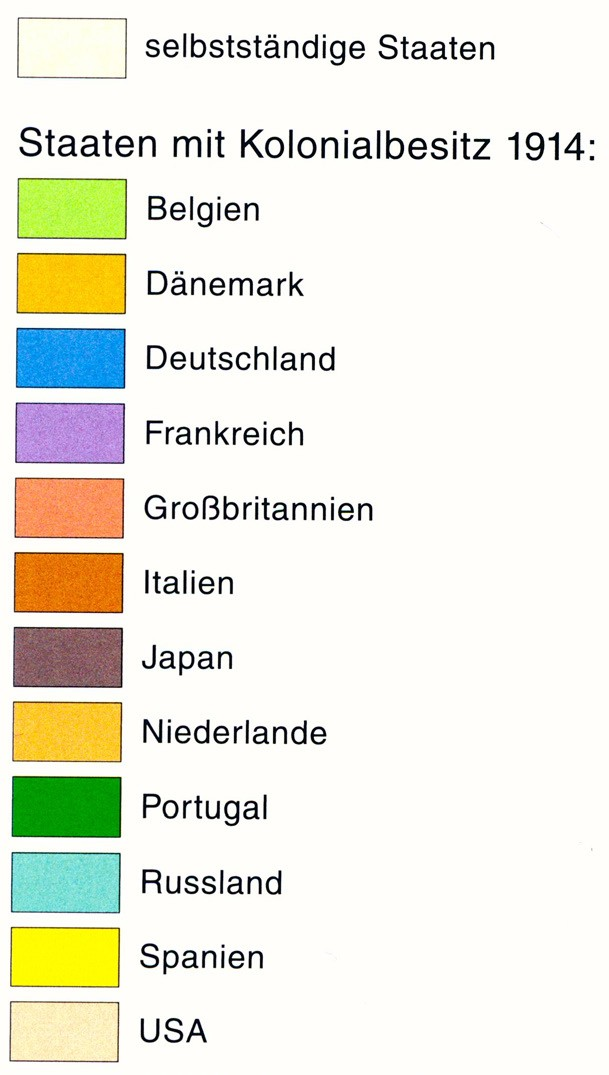 selbstständige Staaten
Staaten mit Kolonialbesitz 1914:
Belgien
Dänemark
Deutschland
Frankreich
Großbritannien
Italien
Japan
Niederlande
Portugal
Russland
Spanien
USA